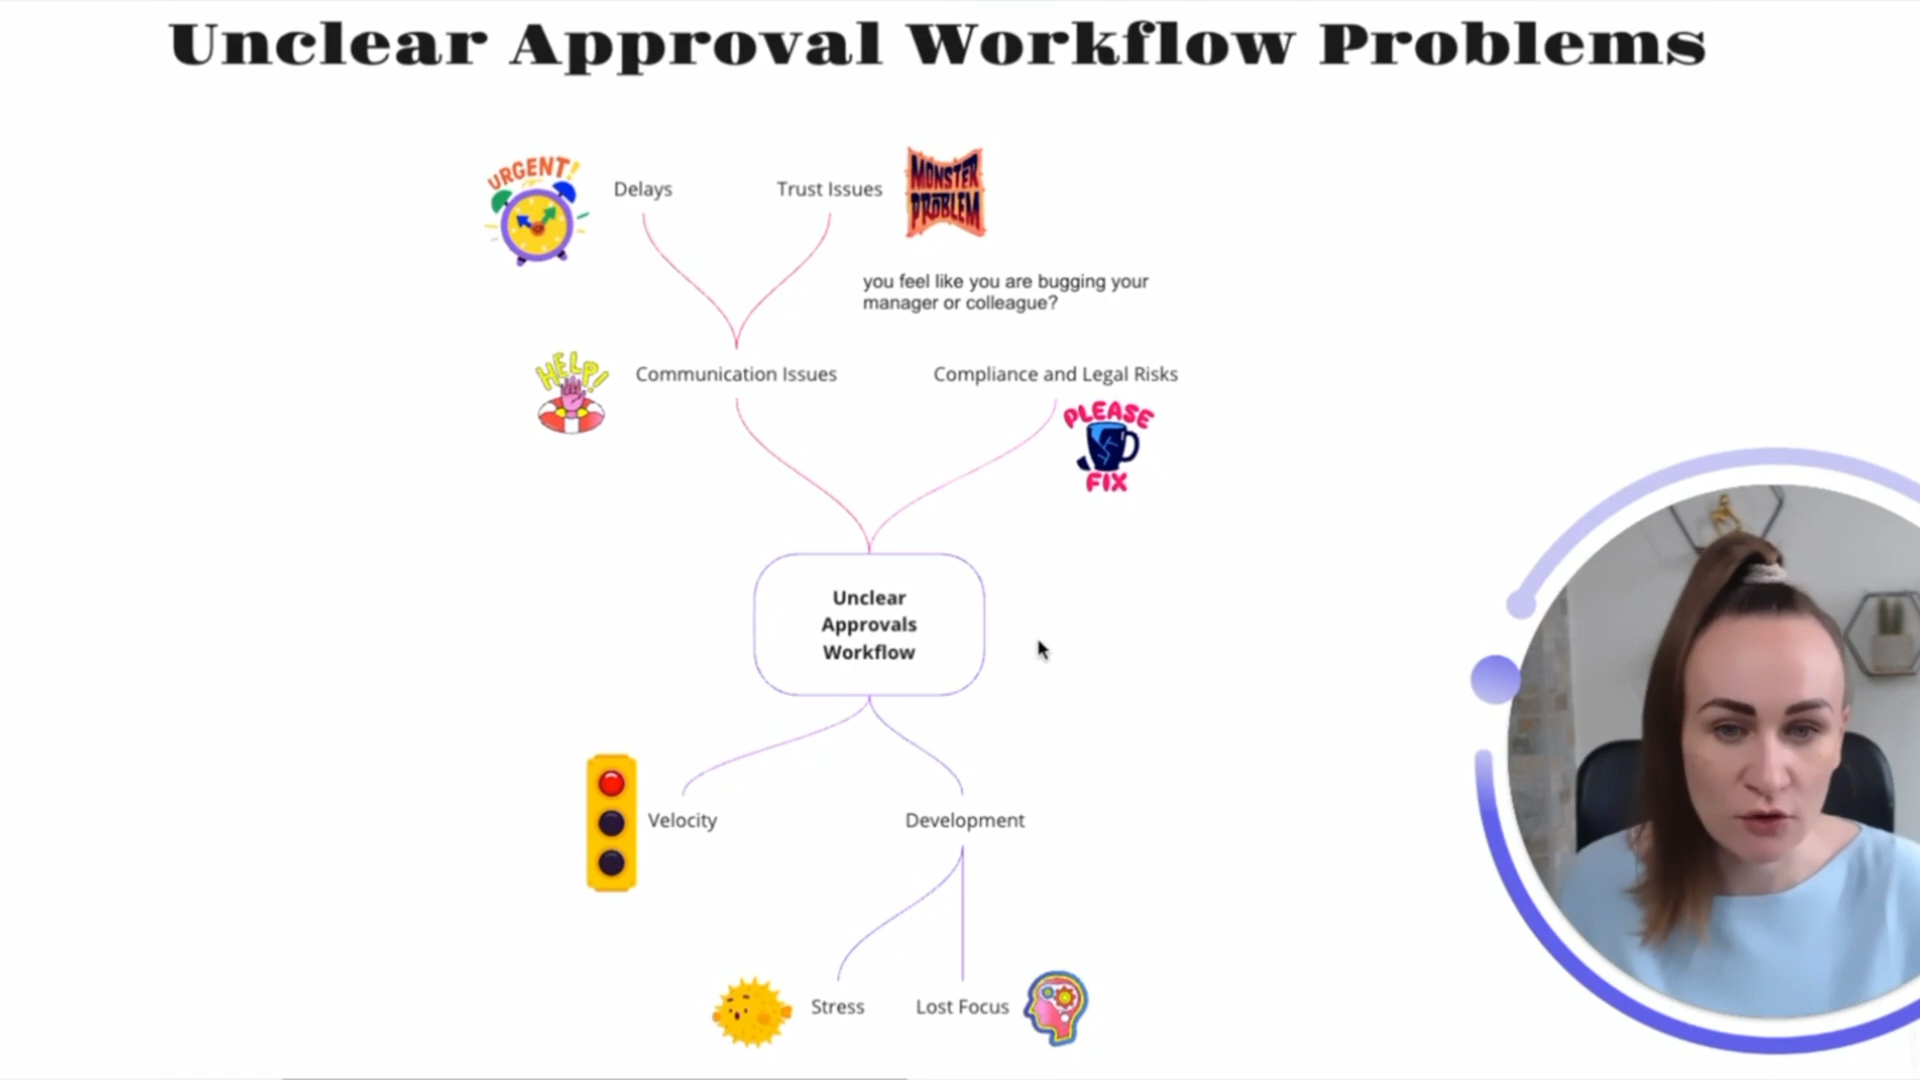 Unclear Approval Workflow Problems
URGENT!
Delays
Trust Issues
MONSTER
PROBLEM
you feel like you are bugging your
manager or colleague?
HELP!
Communication Issues
Compliance and Legal Risks
PLEASE
FIX
Unclear
Approvals
Workflow
Velocity
Development
Stress
Lost Focus